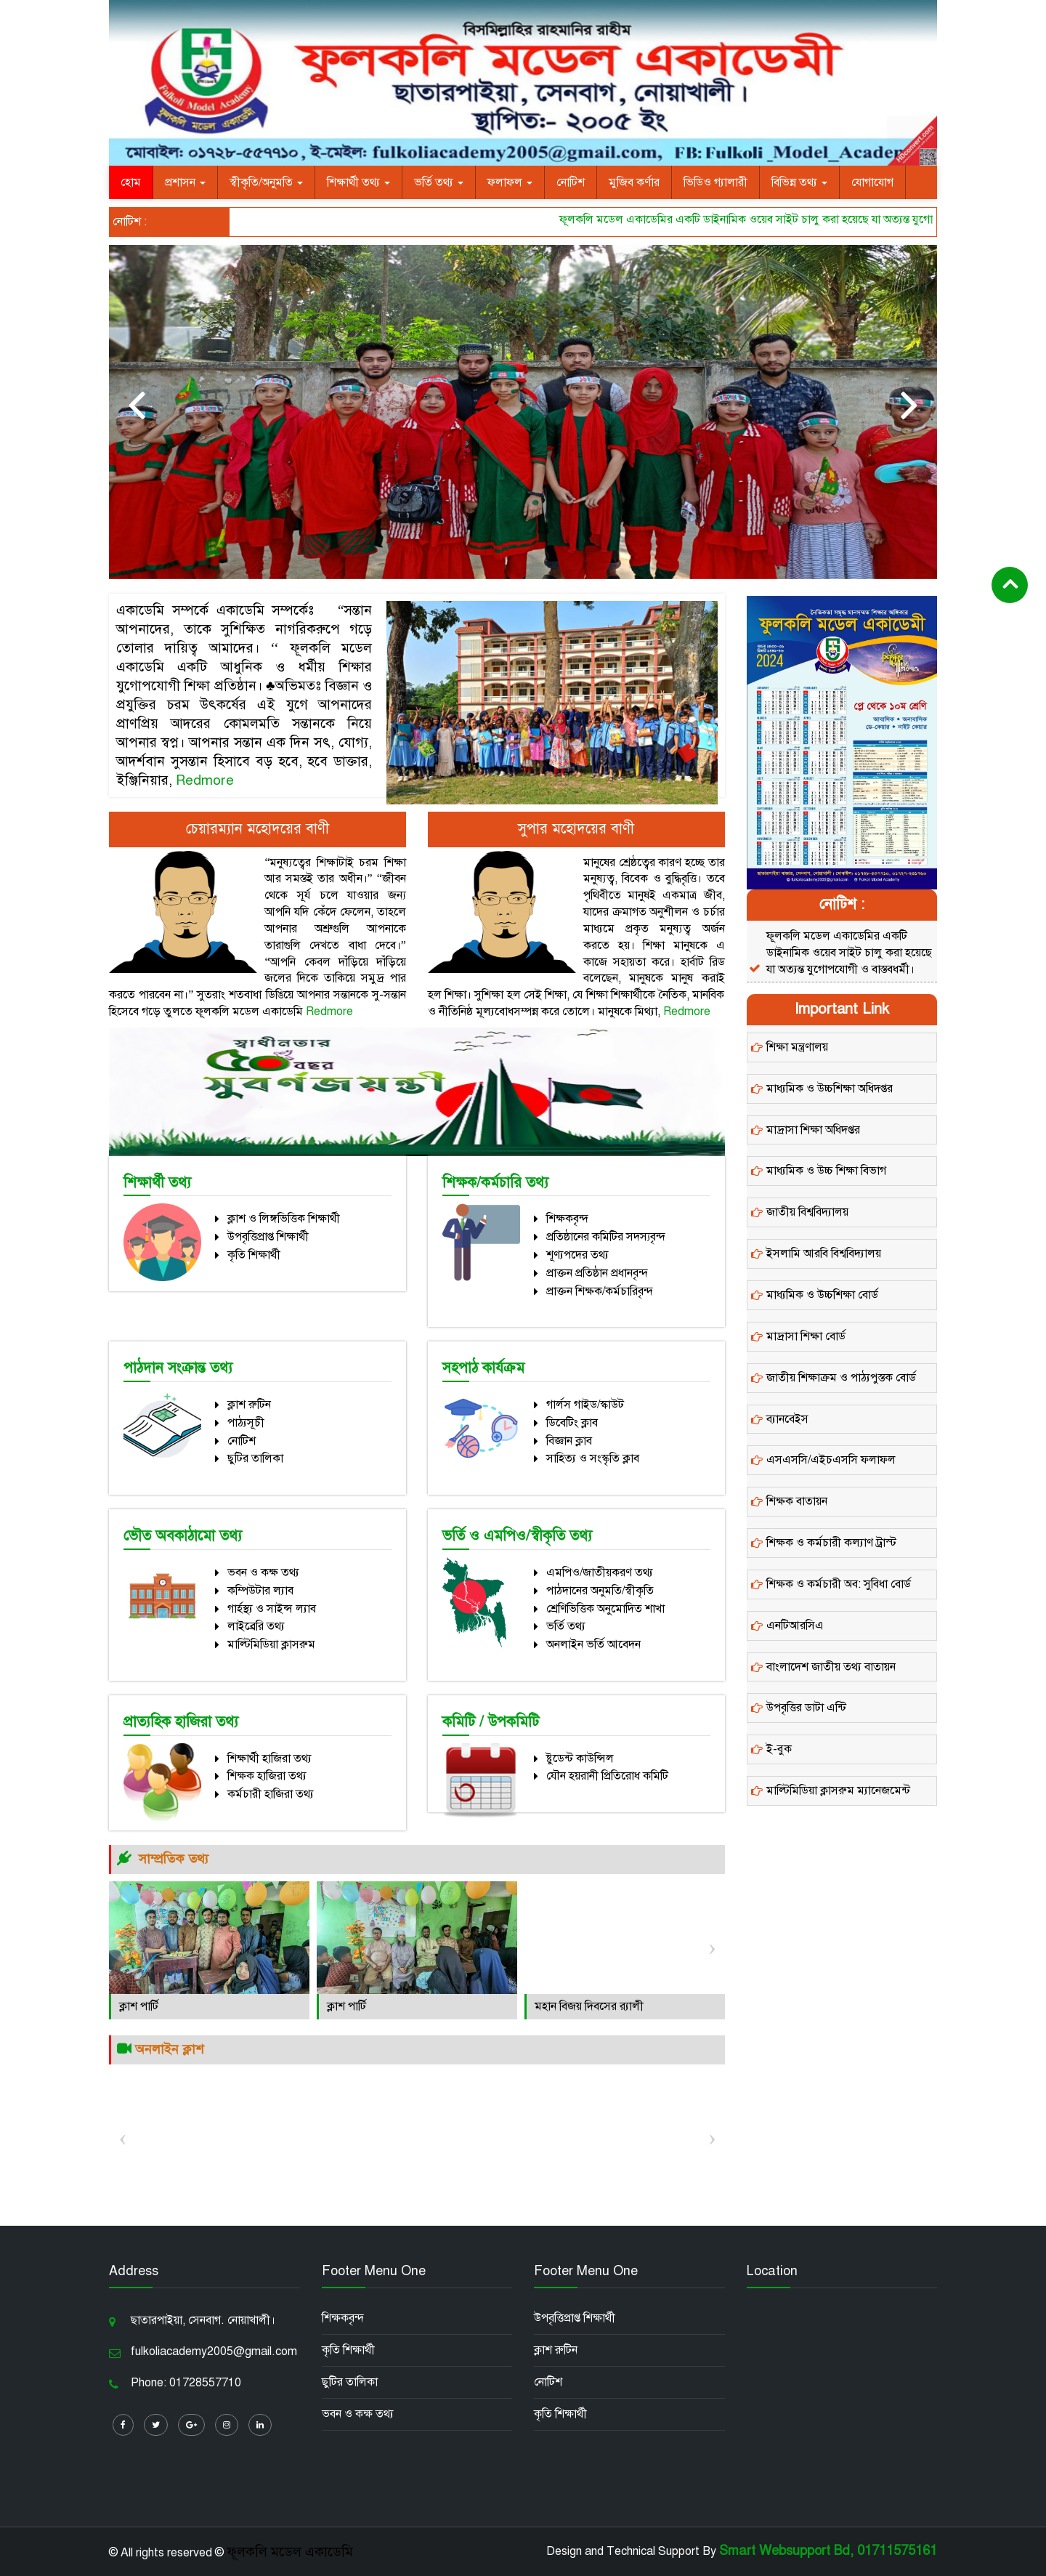 বিসমিল্লাহির রাহমানির রাহীম
ফুলকলি মডেল একাডেমী
ছাতারপাইয়া, সেনবাগ, নোয়াখালী।
স্থাপিত:- ২০০৫ ইং
Fulkoli Model Academy
ফুলকলি মডেল একাডেমী
মোবাইল: ০১৭২৮-৫৫৭৭১০, ই-মেইল: fulkoliacademy2005@gmail.com FB: Fulkoli _Model_Academ
হোম প্রশাসন স্বীকৃতি/অনুমতি শিক্ষার্থী তথ্য ভর্তি তথ্য ফলাফল নোটিশ মুজিব কর্ণার ভিডিও গ্যালারী বিভিন্ন তথ্য যোগাযোগ
নোটিশ :
ফুলকলি মডেল একাডেমির একটি ডাইনামিক ওয়েব সাইট চালু করা হয়েছে যা অত্যন্ত যুগো
একাডেমি সম্পর্কে একাডেমি সম্পর্কেঃ “সন্তান
আপনাদের, তাকে সুশিক্ষিত নাগরিকরুপে গড়ে
তোলার দায়িত্ব আমাদের। “ ফূলকলি মডেল
একাডেমি একটি আধুনিক ও ধর্মীয় শিক্ষার
যুগোপযোগী শিক্ষা প্রতিষ্ঠান। ♣অভিমতঃ বিজ্ঞান ও
প্রযুক্তির চরম উৎকর্ষের এই যুগে আপনাদের
প্রাণপ্রিয় আদরের কোমলমতি সন্তানকে নিয়ে
আপনার স্বপ্ন। আপনার সন্তান এক দিন সৎ, যোগ্য,
আদর্শবান সুসন্তান হিসাবে বড় হবে, হবে ডাক্তার,
ইঞ্জিনিয়ার, Redmore
নৈতিকতা সমৃদ্ধ মানসম্মত শিক্ষার অঙ্গিকার
ফুলকলি মডেল একাডেমী
2024
প্লে থেকে ১০ম শ্রেণি
চেয়ারম্যান মহোদয়ের বাণী
“মনুষ্যত্বের শিক্ষাটাই চরম শিক্ষা
আর সমস্তই তার অধীন।” “জীবন
থেকে সূর্য চলে যাওয়ার জন্য
আপনি যদি কেঁদে ফেলেন, তাহলে
আপনার অশ্রুগুলি আপনাকে
তারাগুলি দেখতে বাধা দেবে।”
“আপনি কেবল দাঁড়িয়ে দাঁড়িয়ে
জলের দিকে তাকিয়ে সমুদ্র পার
করতে পারবেন না।” সুতরাং শতবাধা ডিঙিয়ে আপনার সন্তানকে সু-সন্তান
হিসেবে গড়ে তুলতে ফূলকলি মডেল একাডেমি Redmore
সুপার মহোদয়ের বাণী
মানুষের শ্রেষ্ঠত্বের কারণ হচ্ছে তার
মনুষ্যত্ব, বিবেক ও বুদ্ধিবৃত্তি। তবে
পৃথিবীতে মানুষই একমাত্র জীব,
যাদের ক্রমাগত অনুশীলন ও চর্চার
মাধ্যমে প্রকৃত মনুষ্যত্ব অর্জন
করতে হয়। শিক্ষা মানুষকে এ
কাজে সহায়তা করে। হার্বাট রিড
বলেছেন, মানুষকে মানুষ করাই
হল শিক্ষা। সুশিক্ষা হল সেই শিক্ষা, যে শিক্ষা শিক্ষার্থীকে নৈতিক, মানবিক
ও নীতিনিষ্ঠ মূল্যবোধসম্পন্ন করে তোলে। মানুষকে মিথ্যা, Redmore
নোটিশ :
ফূলকলি মডেল একাডেমির একটি
ডাইনামিক ওয়েব সাইট চালু করা হয়েছে
যা অত্যন্ত যুগোপযোগী ও বাস্তবধর্মী।
Important Link
শিক্ষা মন্ত্রণালয়
মাধ্যমিক ও উচ্চশিক্ষা অধিদপ্তর
মাদ্রাসা শিক্ষা অধিদপ্তর
মাধ্যমিক ও উচ্চ শিক্ষা বিভাগ
জাতীয় বিশ্ববিদ্যালয়
ইসলামি আরবি বিশ্ববিদ্যালয়
মাধ্যমিক ও উচ্চশিক্ষা বোর্ড
মাদ্রাসা শিক্ষা বোর্ড
জাতীয় শিক্ষাক্রম ও পাঠ্যপুস্তক বোর্ড
ব্যানবেইস
এসএসসি/এইচএসসি ফলাফল
শিক্ষক বাতায়ন
শিক্ষক ও কর্মচারী কল্যাণ ট্রাস্ট
শিক্ষক ও কর্মচারী অব: সুবিধা বোর্ড
এনটিআরসিএ
বাংলাদেশ জাতীয় তথ্য বাতায়ন
উপবৃত্তির ডাটা এন্টি
ই-বুক
মাল্টিমিডিয়া ক্লাসরুম ম্যানেজমেন্ট
স্বাধীনতার
৫০ বছর
সুবর্ণজয়ন্তী
শিক্ষার্থী তথ্য
ক্লাশ ও লিঙ্গভিত্তিক শিক্ষার্থী
উপবৃত্তিপ্রাপ্ত শিক্ষার্থী
কৃতি শিক্ষার্থী
শিক্ষক/কর্মচারি তথ্য
শিক্ষকবৃন্দ
প্রতিষ্ঠানের কমিটির সদস্যবৃন্দ
শূণ্যপদের তথ্য
প্রাক্তন প্রতিষ্ঠান প্রধানবৃন্দ
প্রাক্তন শিক্ষক/কর্মচারিবৃন্দ
পাঠদান সংক্রান্ত তথ্য
ক্লাশ রুটিন
পাঠ্যসূচী
নোটিশ
ছুটির তালিকা
সহপাঠ কার্যক্রম
গার্লস গাইড/স্কাউট
ডিবেটিং ক্লাব
বিজ্ঞান ক্লাব
সাহিত্য ও সংস্কৃতি ক্লাব
ভৌত অবকাঠামো তথ্য
ভবন ও কক্ষ তথ্য
কম্পিউটার ল্যাব
গার্হস্থ্য ও সাইন্স ল্যাব
লাইব্রেরি তথ্য
মাল্টিমিডিয়া ক্লাসরুম
ভর্তি ও এমপিও/স্বীকৃতি তথ্য
এমপিও/জাতীয়করণ তথ্য
পাঠদানের অনুমতি/স্বীকৃতি
শ্রেণিভিত্তিক অনুমোদিত শাখা
ভর্তি তথ্য
অনলাইন ভর্তি আবেদন
প্রাত্যহিক হাজিরা তথ্য
শিক্ষার্থী হাজিরা তথ্য
শিক্ষক হাজিরা তথ্য
কর্মচারী হাজিরা তথ্য
কমিটি / উপকমিটি
ষ্টুডেন্ট কাউন্সিল
যৌন হয়রানী প্রিতিরোধ কমিটি
সাম্প্রতিক তথ্য
ক্লাশ পার্টি
ক্লাশ পার্টি
মহান বিজয় দিবসের র‍্যালী
অনলাইন ক্লাশ
Address
ছাতারপাইয়া, সেনবাগ. নোয়াখালী।
fulkoliacademy2005@gmail.com
Phone: 01728557710
Footer Menu One
শিক্ষকবৃন্দ
কৃতি শিক্ষার্থী
ছুটির তালিকা
ভবন ও কক্ষ তথ্য
Footer Menu One
উপবৃত্তিপ্রাপ্ত শিক্ষার্থী
ক্লাশ রুটিন
নোটিশ
কৃতি শিক্ষার্থী
Location
© All rights reserved © ফূলকলি মডেল একাডেমি
Design and Technical Support By Smart Websupport Bd, 01711575161